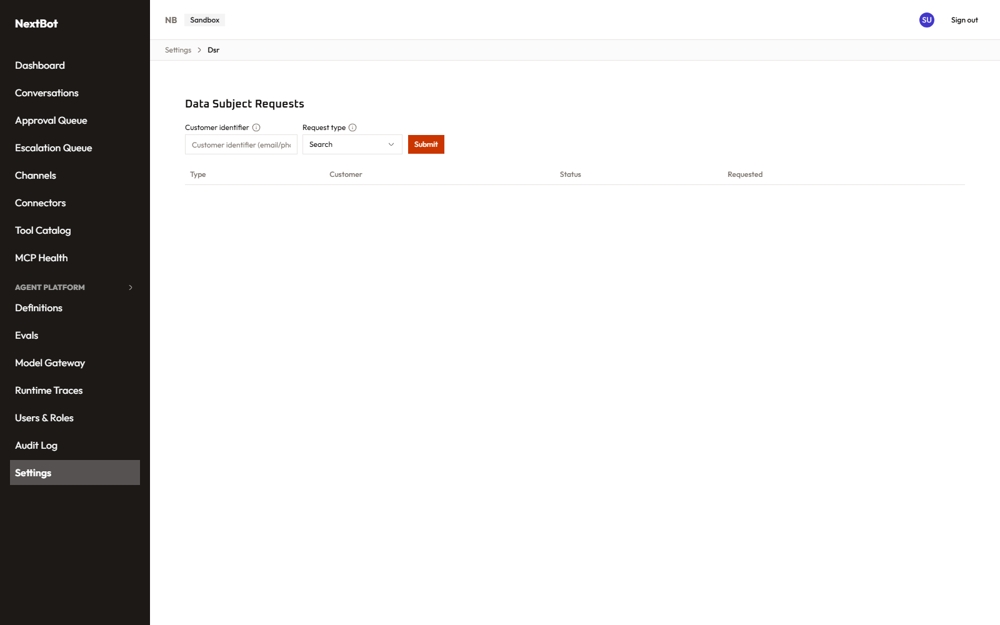 NextBot
Dashboard
Conversations
Approval Queue
Escalation Queue
Channels
Connectors
Tool Catalog
MCP Health
AGENT PLATFORM
Definitions
Evals
Model Gateway
Runtime Traces
Users & Roles
Audit Log
Settings
NB Sandbox
SU Sign out
Settings Dsr
Data Subject Requests
Customer identifier Request type
Customer identifier (email/pho Search Submit
Type Customer Status Requested